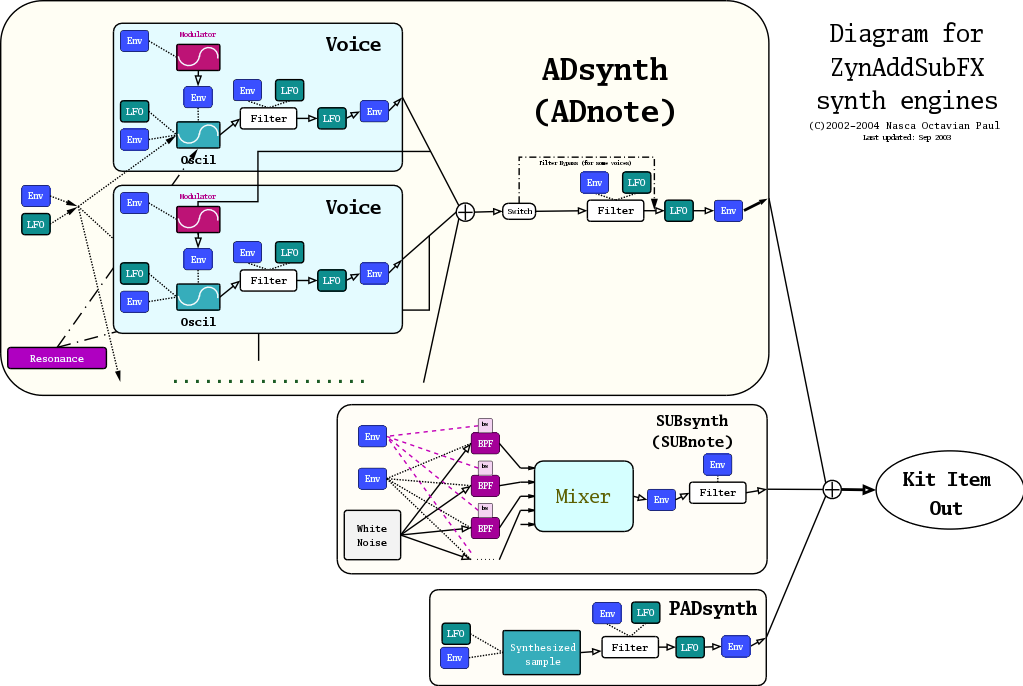 Diagram for
ZynAddSubFX
synth engines
(C)2002-2004 Nasca Octavian Paul
Last updated: Sep 2003
ADsynth
(ADnote)
Voice
Env
Modulator
Env
Env
LFO
LFO
Env
Filter
LFO
Env
Oscil
Env
LFO
Voice
Env
Modulator
Env
Env
LFO
LFO
Env
Filter
LFO
Env
Oscil
Resonance
Filter Bypass (for some voices)
Env
LFO
Switch
Filter
LFO
Env
SUBsynth
(SUBnote)
Env
Env
White
Noise
bw
BPF
bw
BPF
bw
BPF
Mixer
Env
Env
Filter
PADsynth
LFO
Env
Synthesized
sample
Env
LFO
Filter
LFO
Env
Kit Item
Out